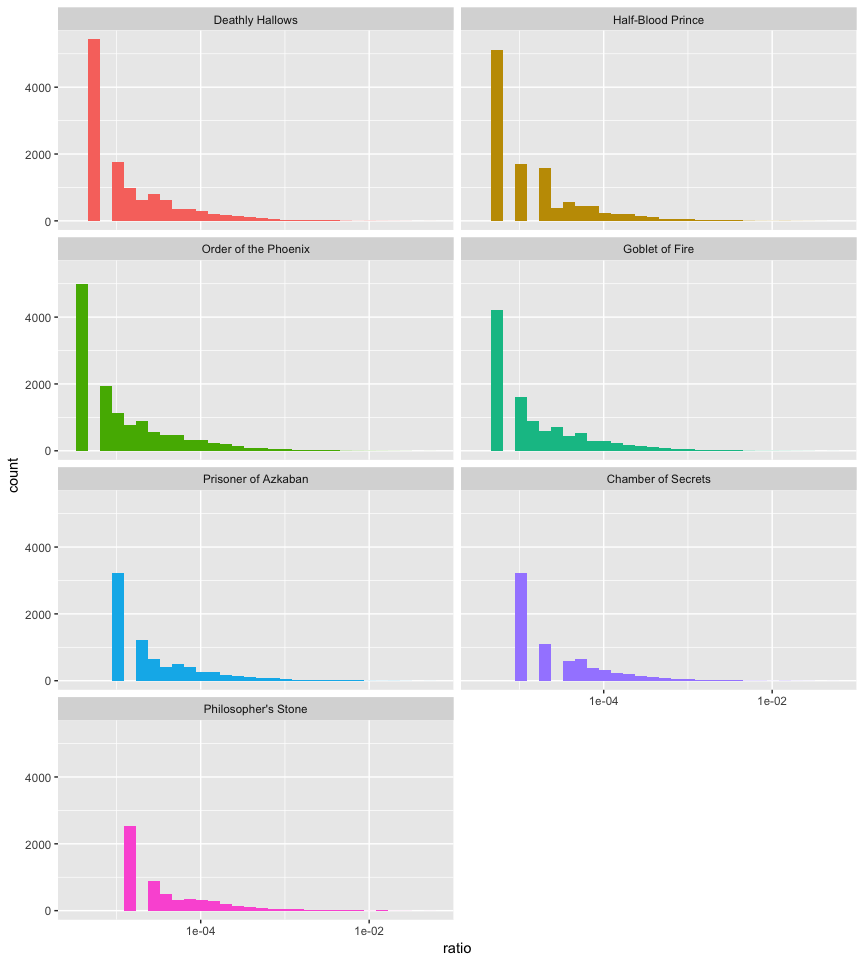 Deathly Hallows
Half-Blood Prince
4000
2000
0
Order of the Phoenix
Goblet of Fire
4000
2000
0
count
Prisoner of Azkaban
Chamber of Secrets
4000
2000
0
1e-04
1e-02
Philosopher's Stone
4000
2000
0
1e-04
1e-02
ratio